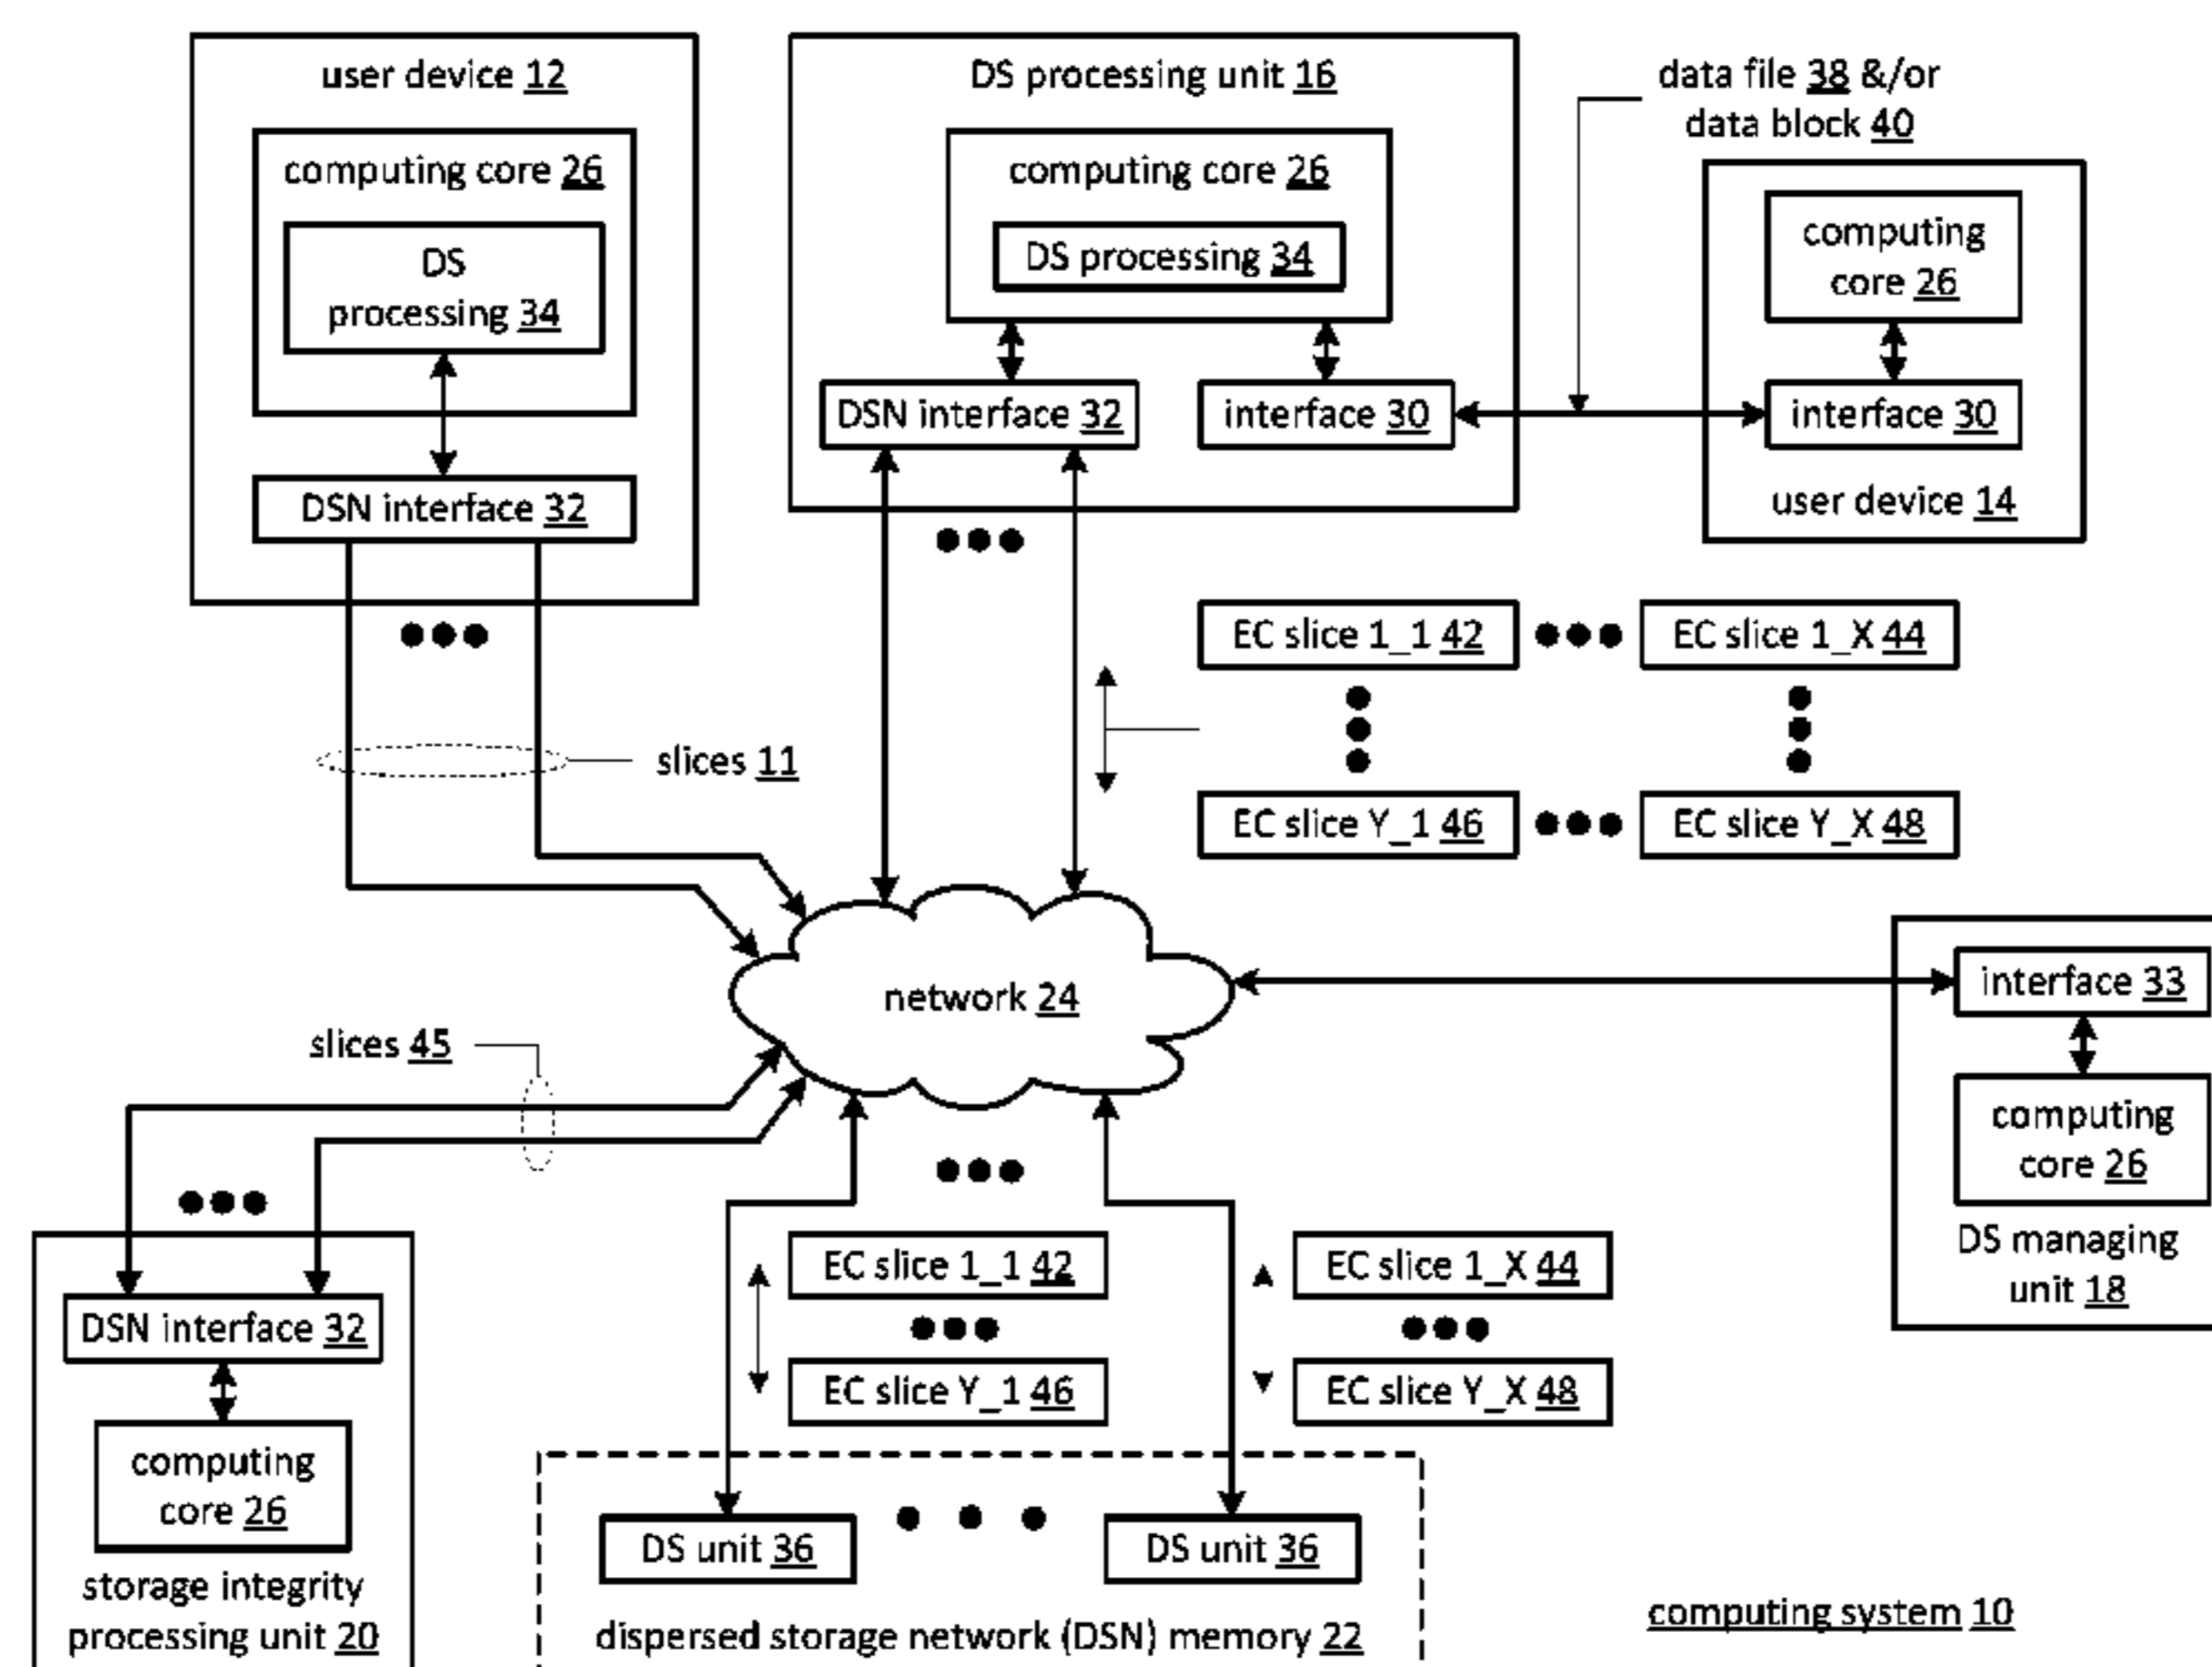 user device 12
computing core 26
DS
processing 34
DSN interface 32
DS processing unit 16
computing core 26
DS processing 34
DSN interface 32
interface 30
data file 38 &/or
data block 40
computing
core 26
interface 30
user device 14
slices 11
EC slice 1_1 42
EC slice 1_X 44
EC slice Y_1 46
EC slice Y_X 48
network 24
interface 33
computing
core 26
DS managing
unit 18
slices 45
DSN interface 32
computing
core 26
storage integrity
processing unit 20
EC slice 1_1 42
EC slice 1_X 44
EC slice Y_1 46
EC slice Y_X 48
DS unit 36
DS unit 36
dispersed storage network (DSN) memory 22
computing system 10